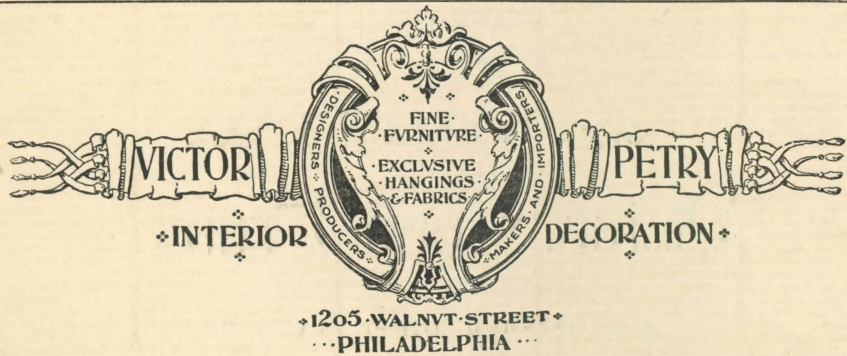 VICTOR PETRY
·DESIGNERS·PRODUCERS·
FINE·
·FVRNITVRE·
·EXCLVSIVE·
·HANGINGS·
·&FABRICS·
·MAKERS·AND·IMPORTERS·
·INTERIOR DECORATION·
·1205·WALNVT·STREET·
···PHILADELPHIA···